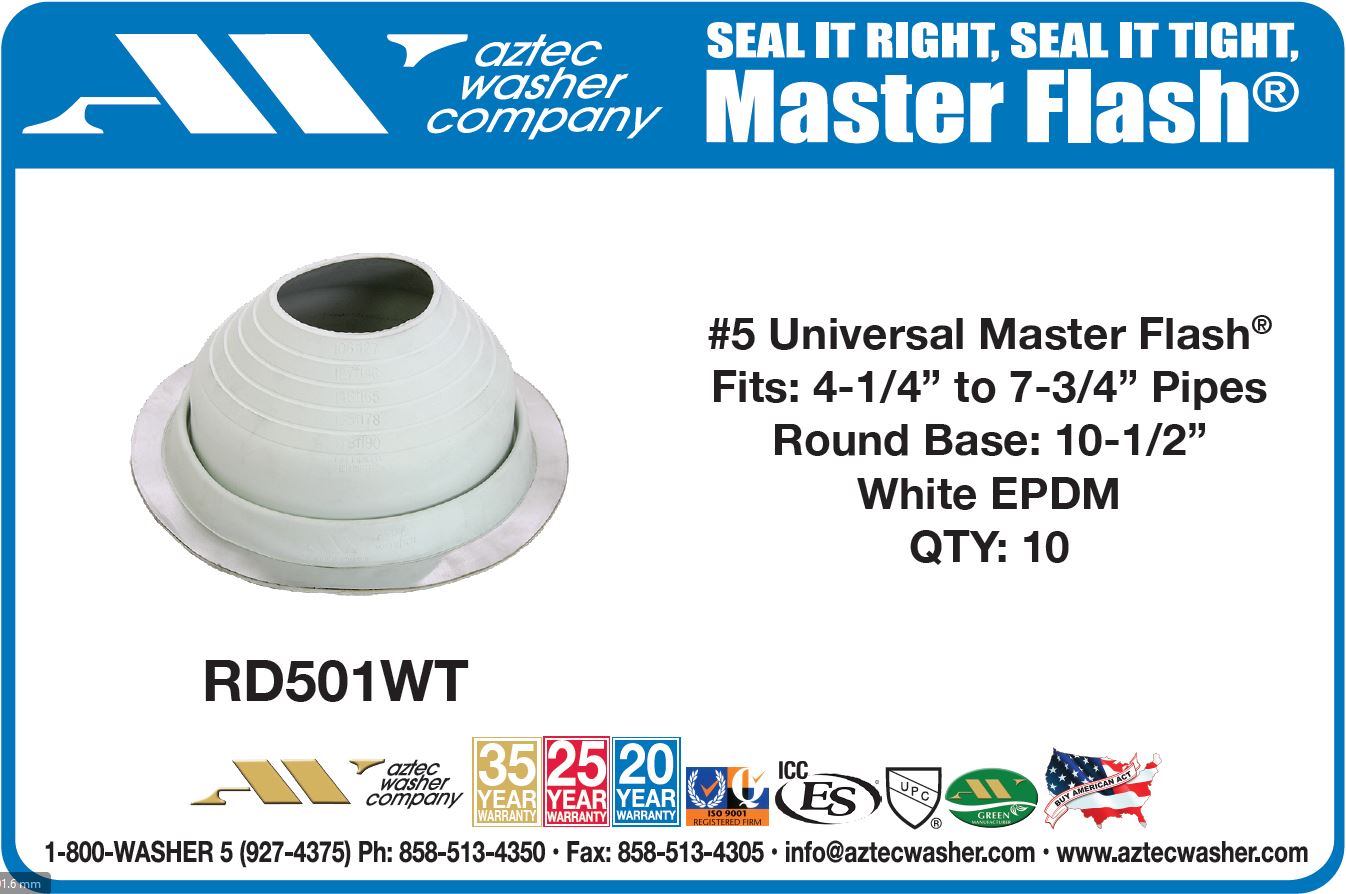 aztec
washer
company
SEAL IT RIGHT, SEAL IT TIGHT,
Master Flash®
#5 Universal Master Flash®
Fits: 4-1/4” to 7-3/4” Pipes
Round Base: 10-1/2”
White EPDM
QTY: 10
RD501WT
aztec
washer
company
35
YEAR
WARRANTY
25
YEAR
WARRANTY
20
YEAR
WARRANTY
Q
ISO 9001
REGISTERED FIRM
ICC
ES
UPC
®
GREEN
MANUFACTURER
BUY AMERICAN ACT
1-800-WASHER 5 (927-4375) Ph: 858-513-4350 • Fax: 858-513-4305 • info@aztecwasher.com • www.aztecwasher.com